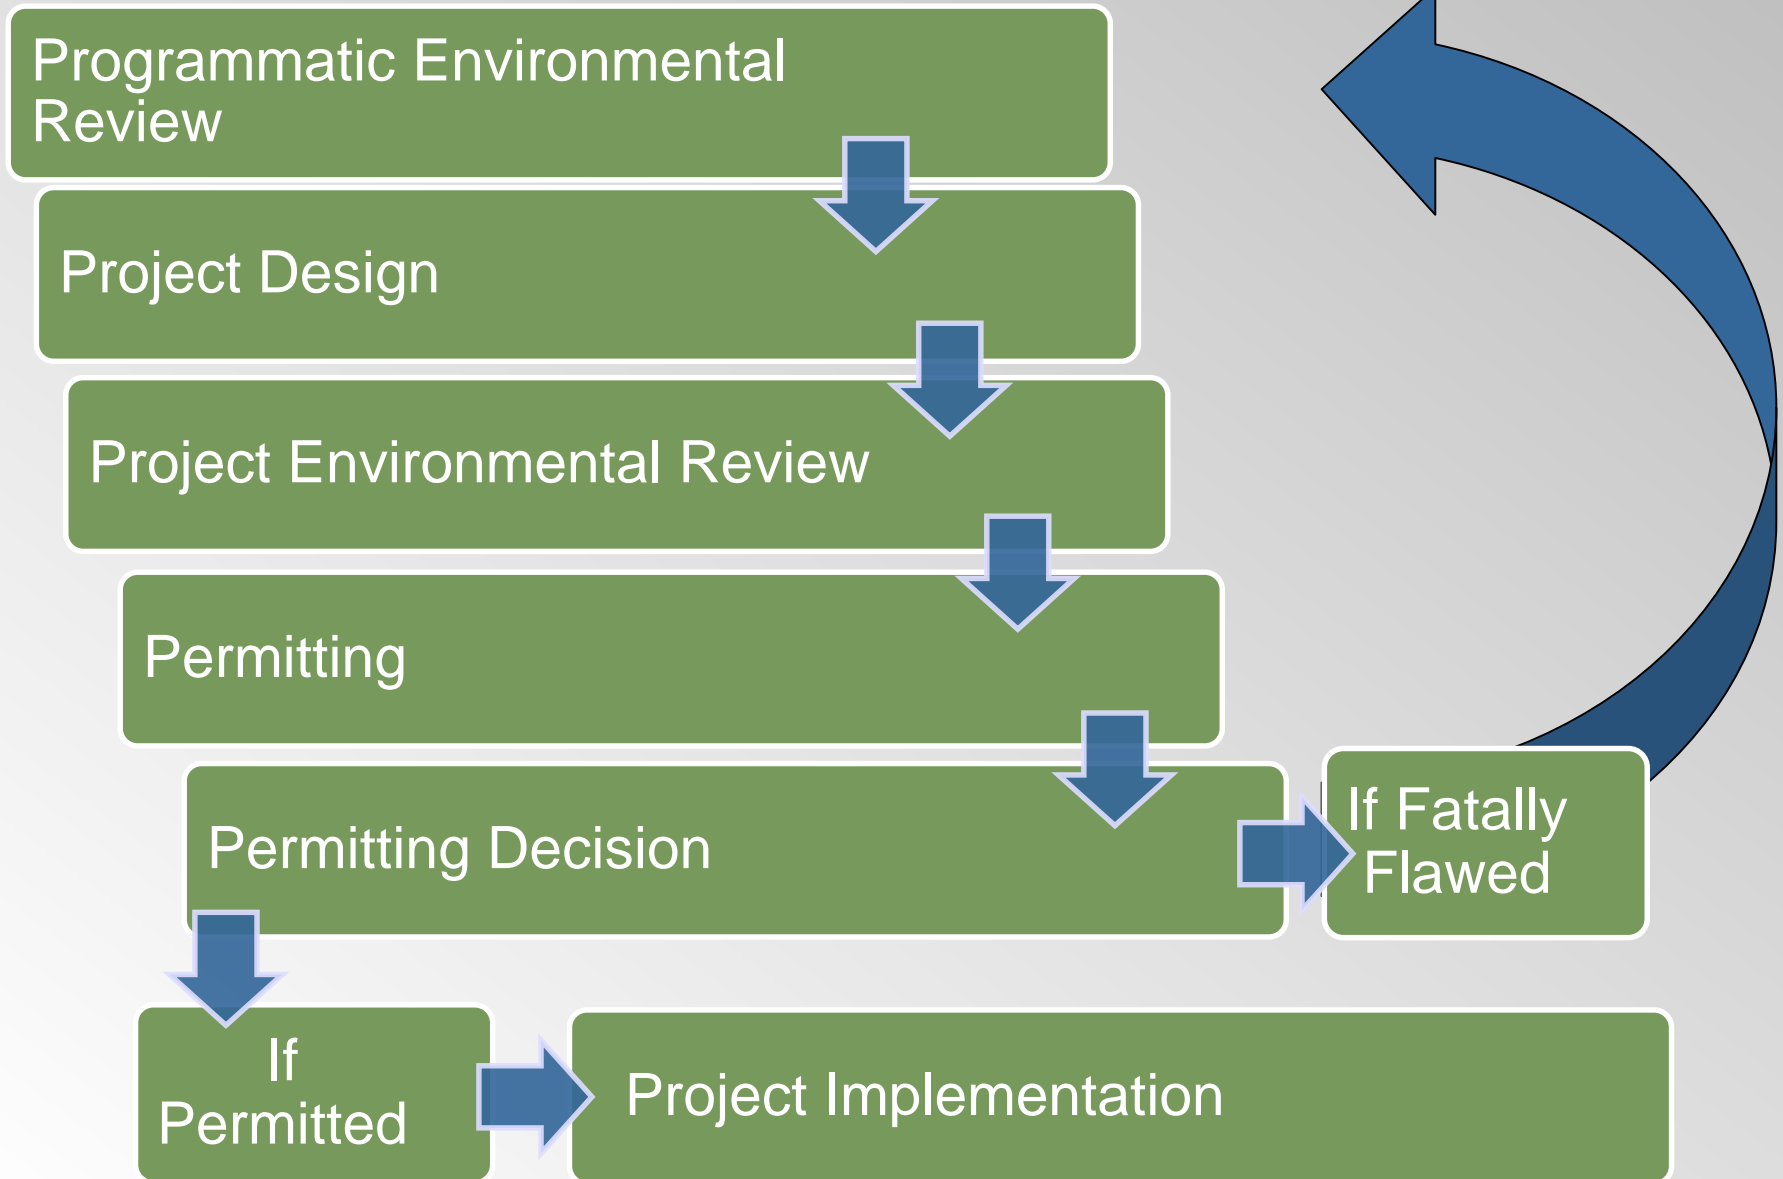 Programmatic Environmental
Review
Project Design
Project Environmental Review
Permitting
Permitting Decision
If Fatally
Flawed
If
Permitted
Project Implementation